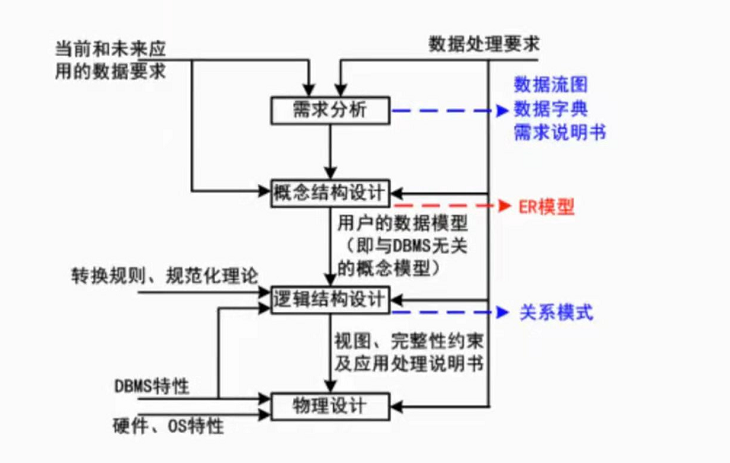 当前和未来应
用的数据要求
数据处理要求
需求分析
数据流图
数据字典
需求说明书
概念结构设计
ER模型
用户的数据模型
（即与DBMS无关
的概念模型）
转换规则、规范化理论
逻辑结构设计
关系模式
视图、完整性约束
及应用处理说明书
DBMS特性
物理设计
硬件、OS特性